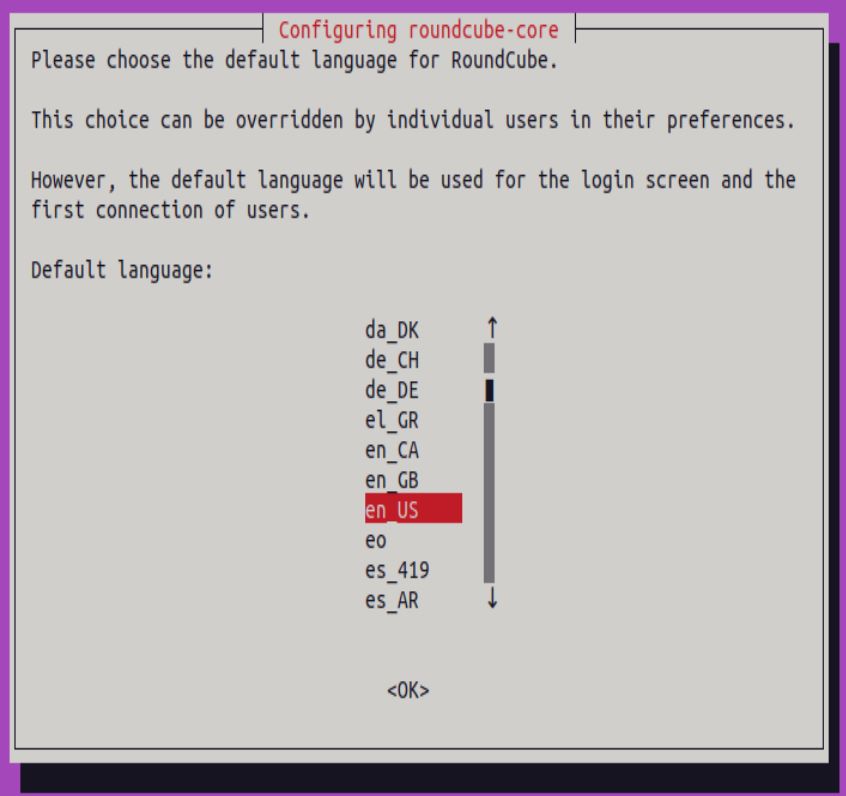 Configuring roundcube-core
Please choose the default language for RoundCube.
This choice can be overridden by individual users in their preferences.
However, the default language will be used for the login screen and the
first connection of users.
Default language:
da_DK
de_CH
de_DE
el_GR
en_CA
en_GB
en_US
eo
es_419
es_AR
<OK>